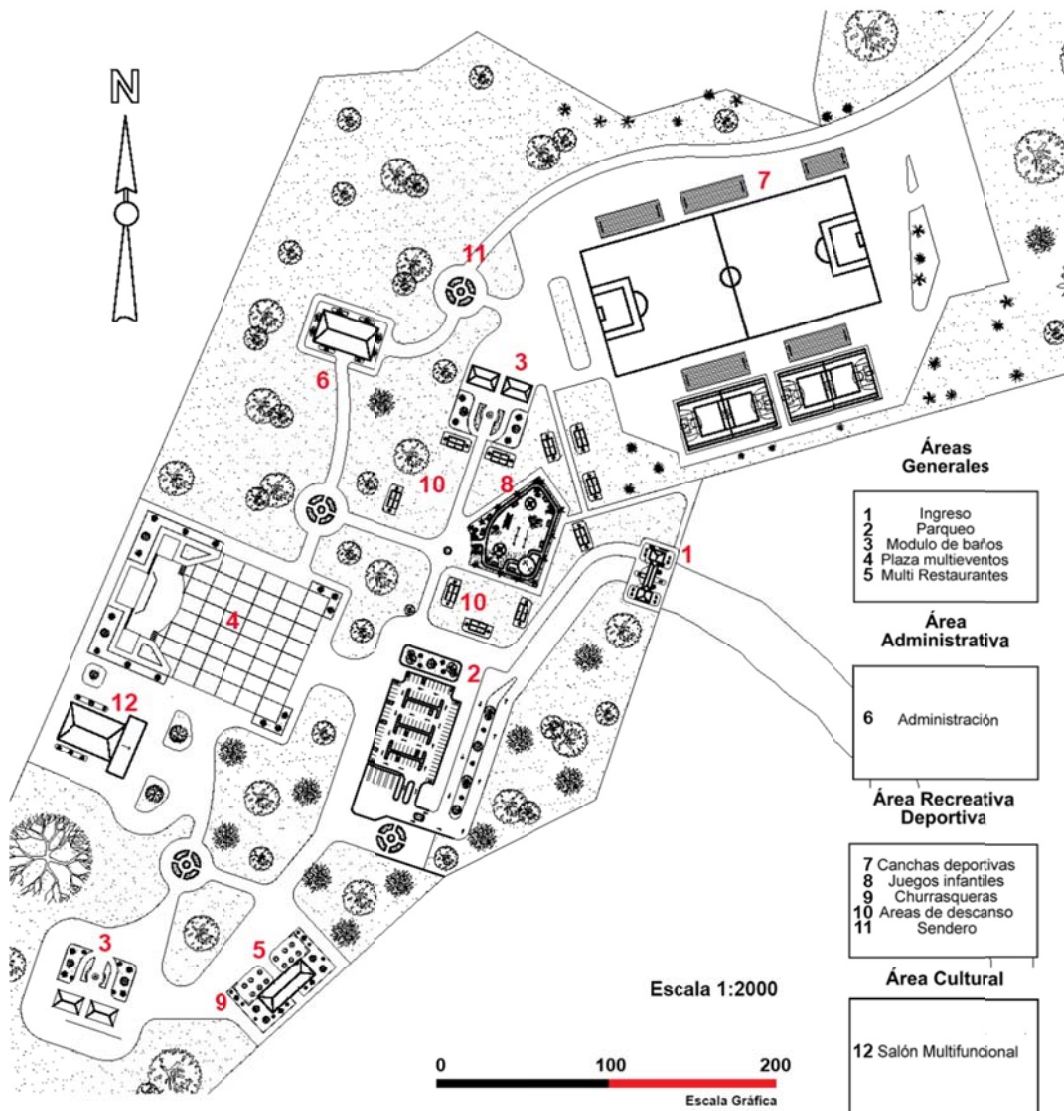 N
7
11
3
6
10
8
1
4
10
2
12
3
5
9
Áreas
Generales
1 Ingreso
2 Parqueo
3 Modulo de baños
4 Plaza multieventos
5 Multi Restaurantes
Área
Administrativa
6 Administración
Área Recreativa
Deportiva
7 Canchas deportivas
8 Juegos infantiles
9 Churrasqueras
10 Areas de descanso
11 Sendero
Área Cultural
12 Salón Multifuncional
Escala 1:2000
0 100 200
Escala Gráfica